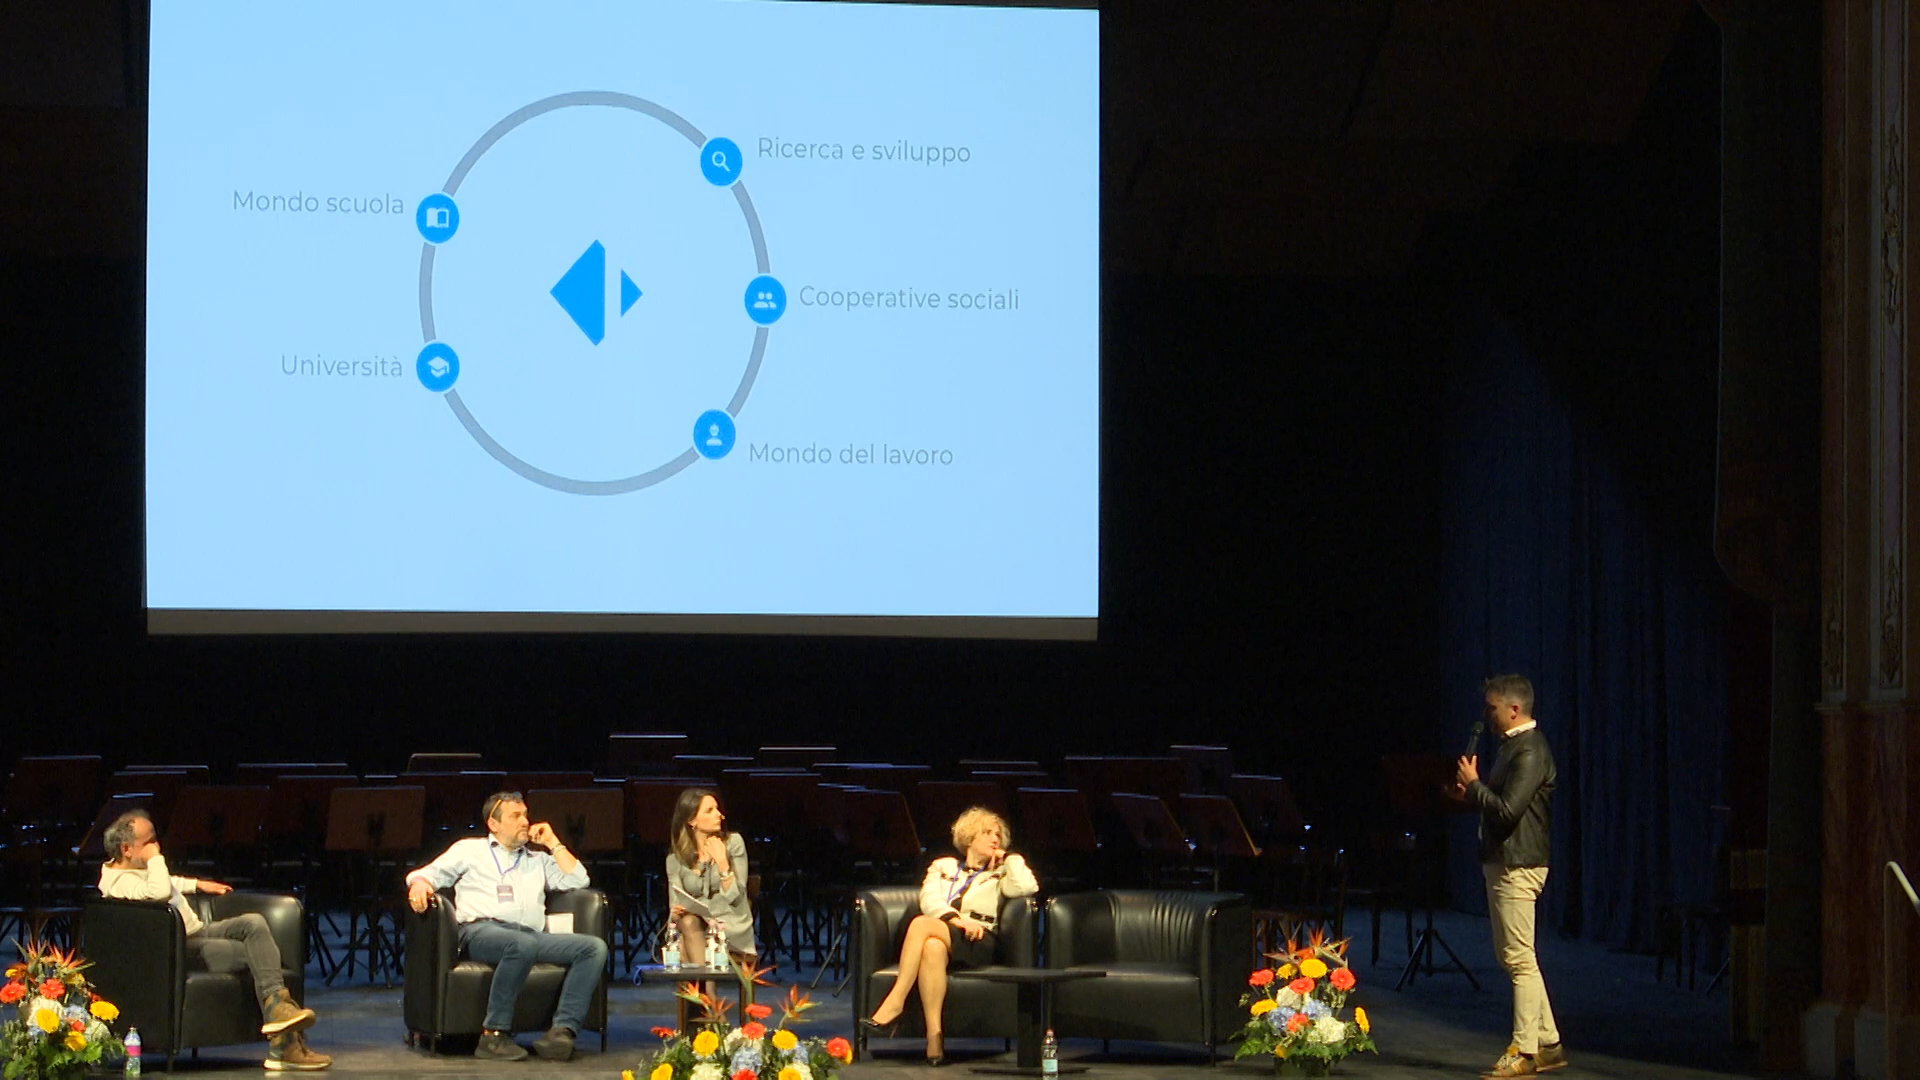 Ricerca e sviluppo
Mondo scuola
Cooperative sociali
Università
Mondo del lavoro